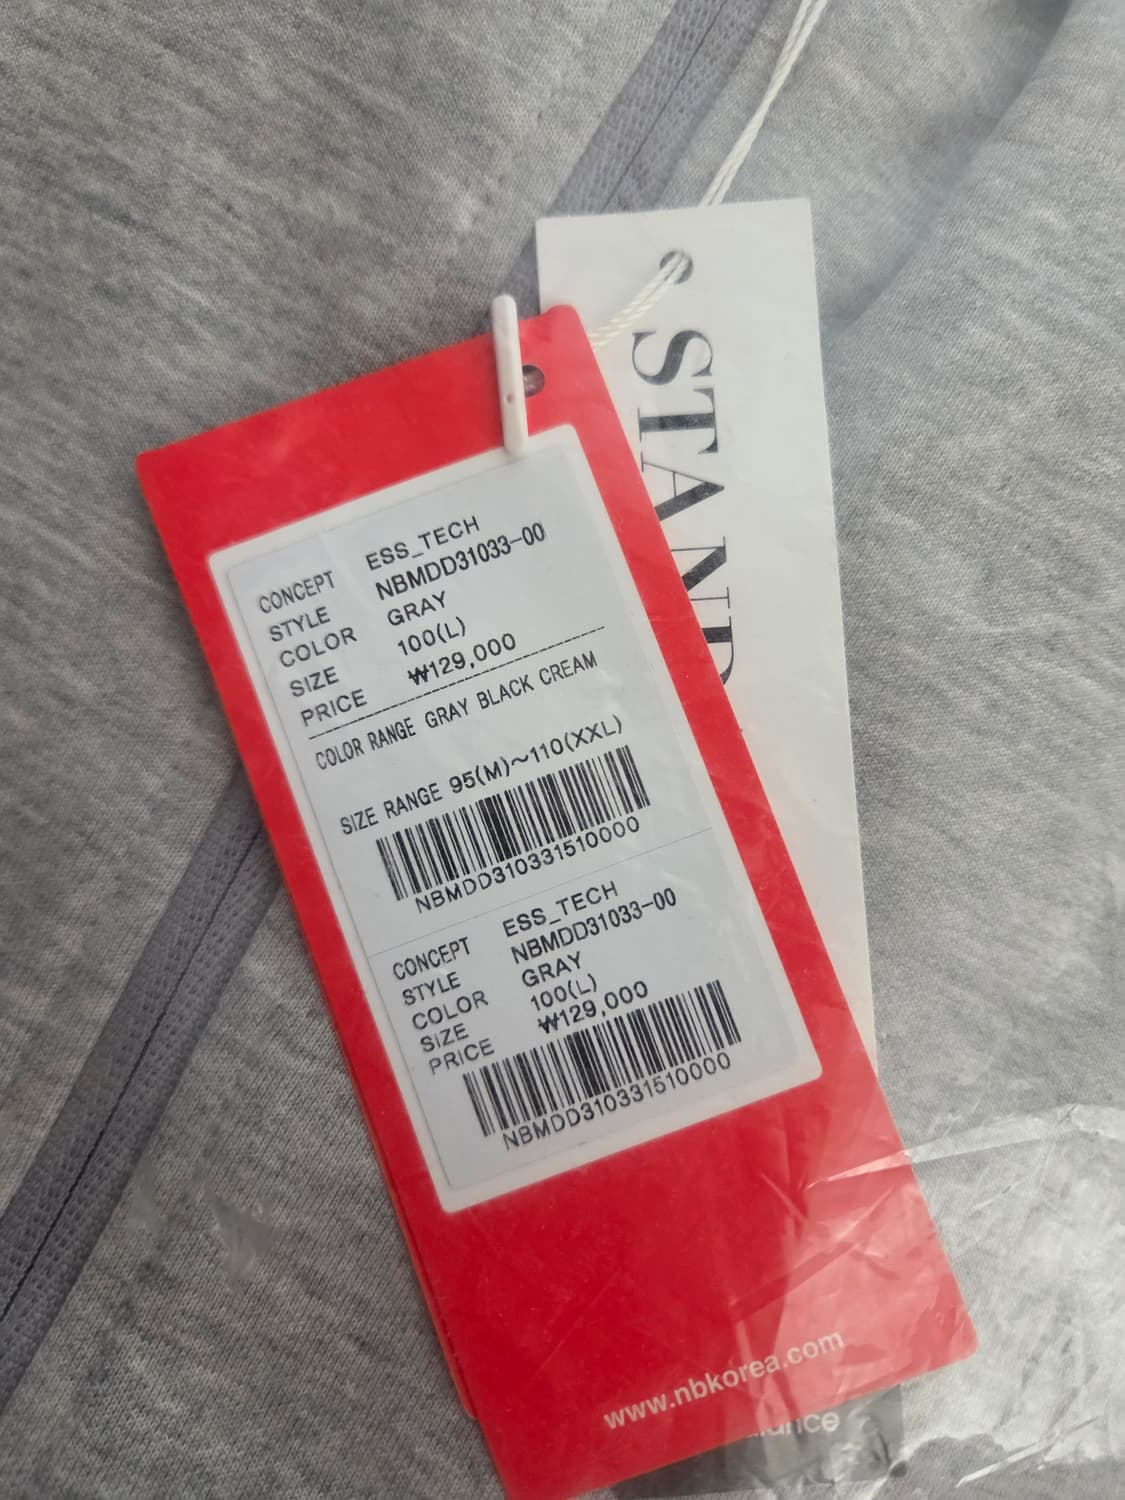 STAND
CONCEPT ESS_TECH
STYLE NBMDD31033-00
COLOR GRAY
SIZE 100(L)
PRICE ₩129,000
COLOR RANGE GRAY BLACK CREAM
SIZE RANGE 95(M)~110(XXL)
NBMDD310331510000
CONCEPT ESS_TECH
STYLE NBMDD31033-00
COLOR GRAY
SIZE 100(L)
PRICE ₩129,000
NBMDD310331510000
www.nbkorea.com